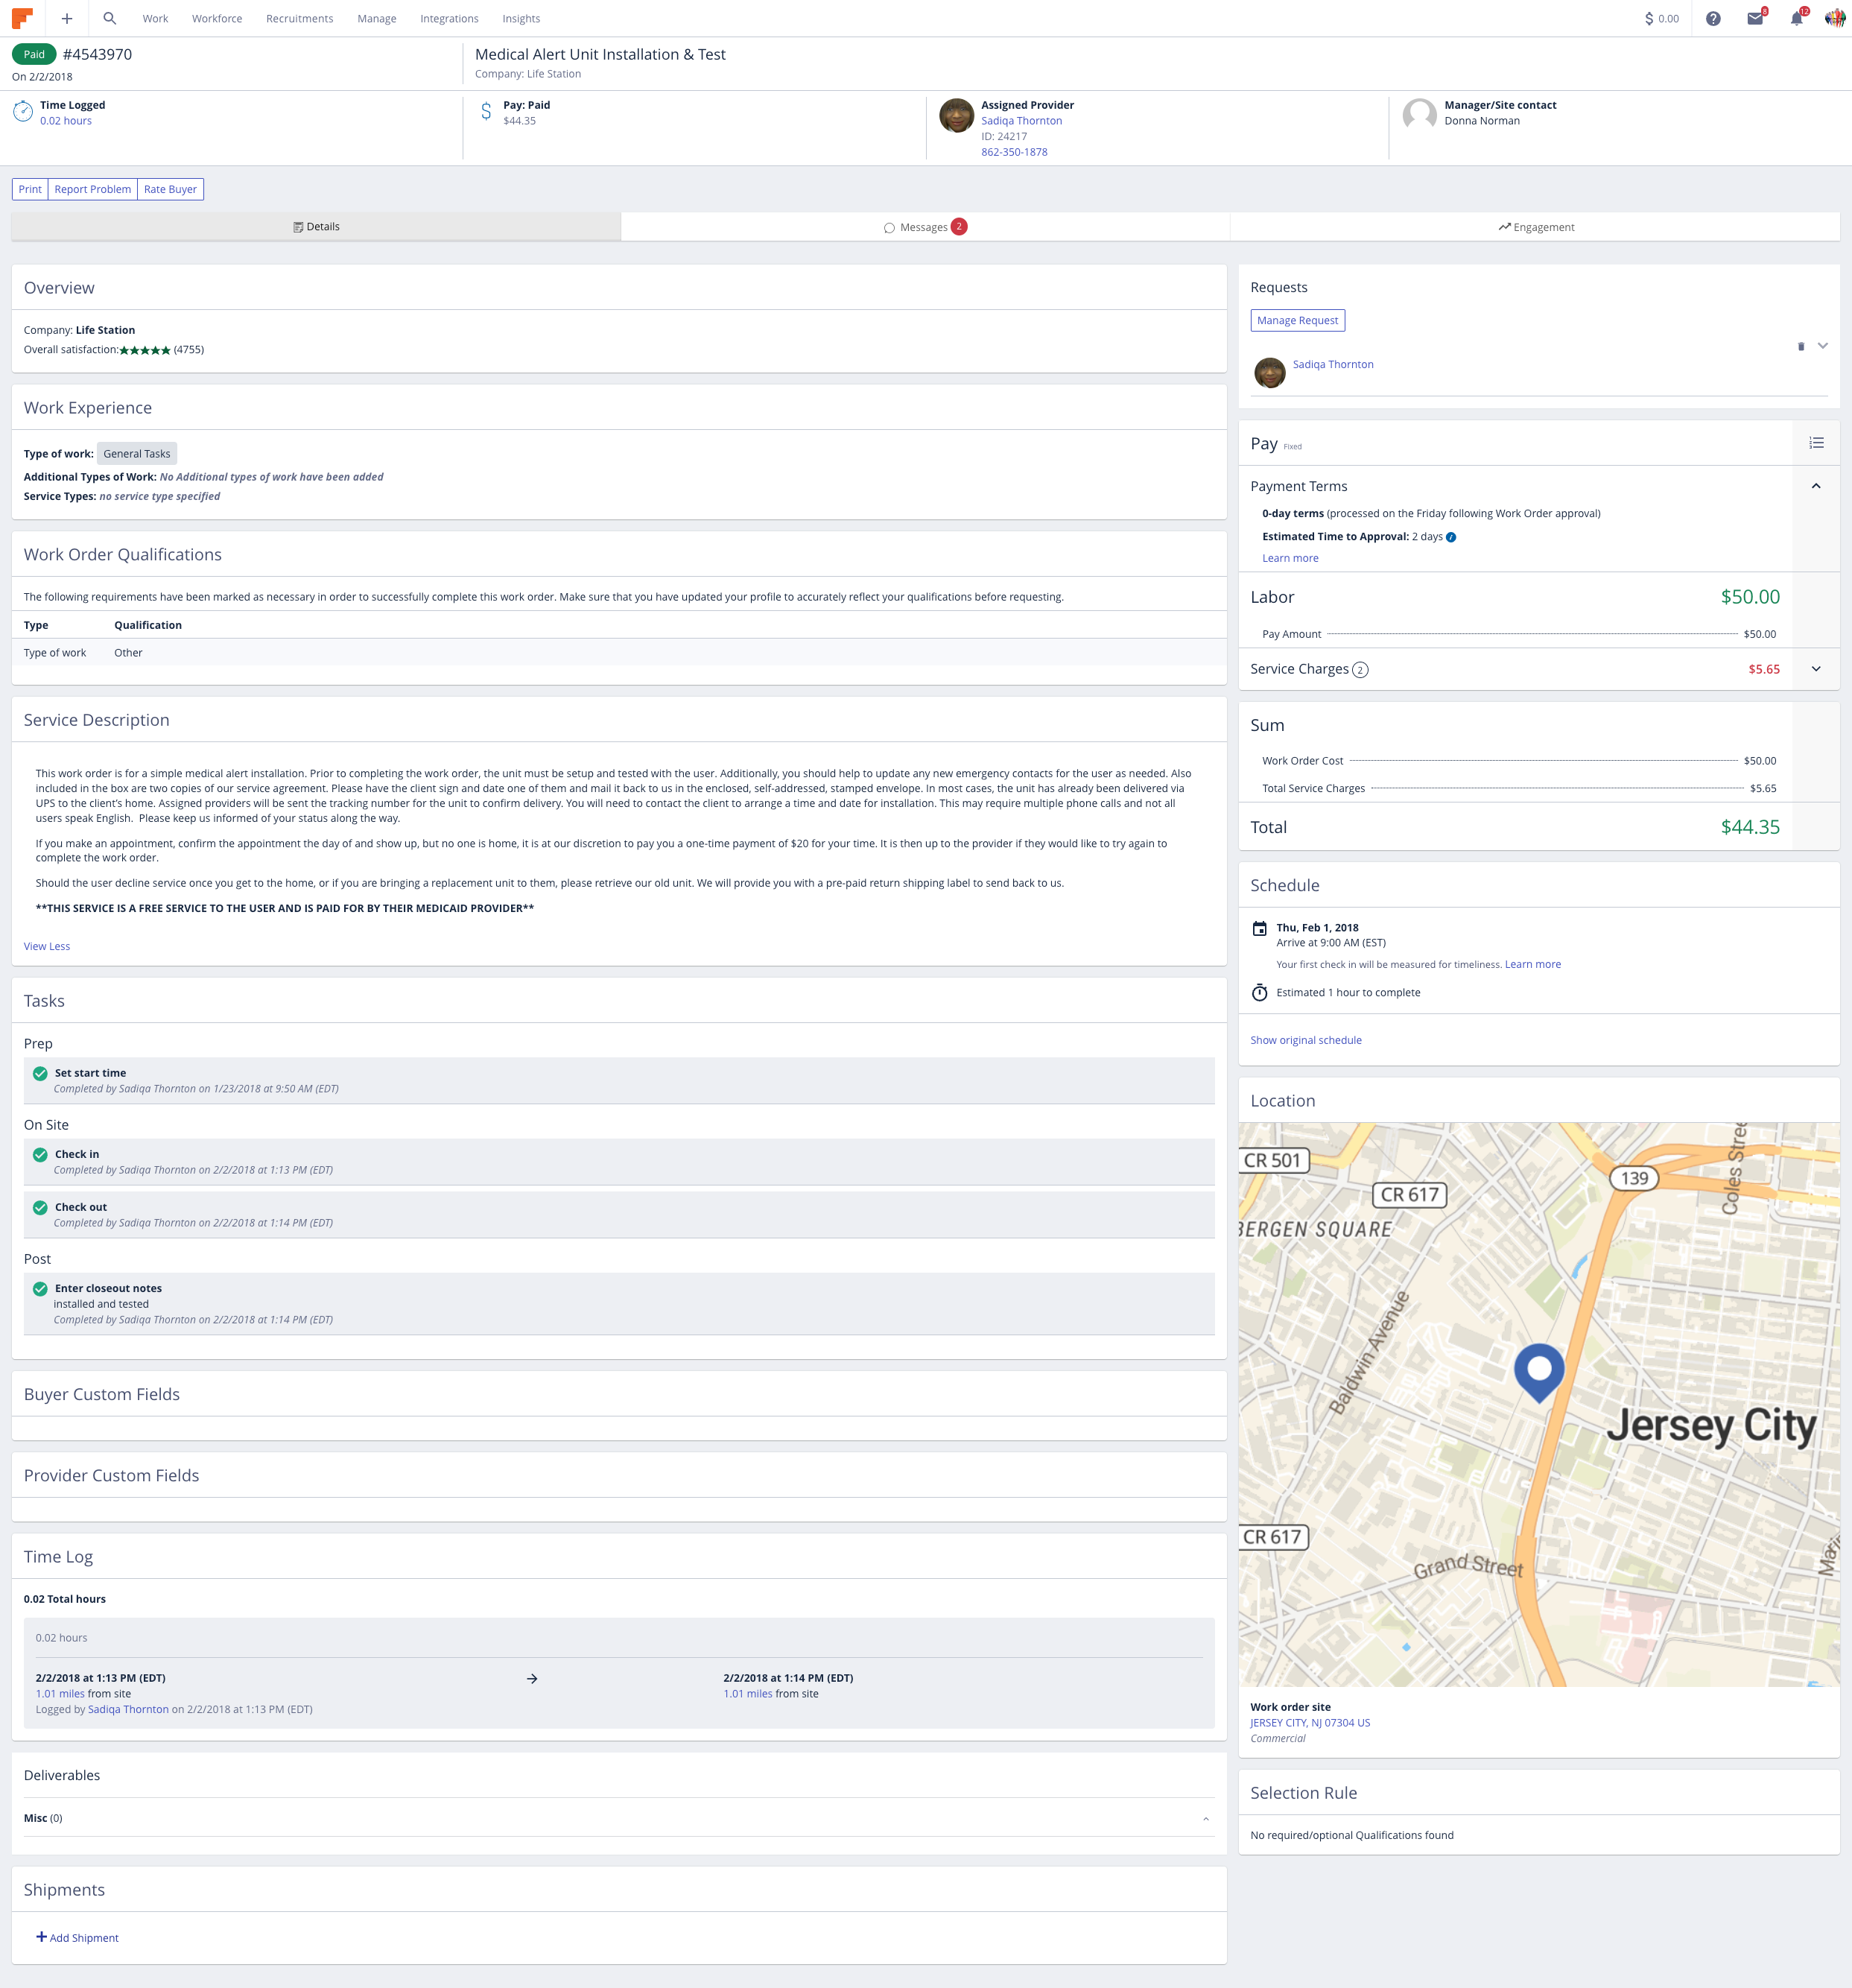 Work Workforce Recruitments Manage Integrations Insights $ 0.00 8 12
Paid #4543970
On 2/2/2018
Medical Alert Unit Installation & Test
Company: Life Station
Time Logged
0.02 hours
Pay: Paid
$44.35
Assigned Provider
Sadiqa Thornton
ID: 24217
862-350-1878
Manager/Site contact
Donna Norman
Print Report Problem Rate Buyer
Details Messages 2 Engagement
Overview
Company: Life Station
Overall satisfaction:★★★★★ (4755)
Work Experience
Type of work: General Tasks
Additional Types of Work: No Additional types of work have been added
Service Types: no service type specified
Work Order Qualifications
The following requirements have been marked as necessary in order to successfully complete this work order. Make sure that you have updated your profile to accurately reflect your qualifications before requesting.
Type Qualification
Type of work Other
Service Description
This work order is for a simple medical alert installation. Prior to completing the work order, the unit must be setup and tested with the user. Additionally, you should help to update any new emergency contacts for the user as needed. Also
included in the box are two copies of our service agreement. Please have the client sign and date one of them and mail it back to us in the enclosed, self-addressed, stamped envelope. In most cases, the unit has already been delivered via
UPS to the client's home. Assigned providers will be sent the tracking number for the unit to confirm delivery. You will need to contact the client to arrange a time and date for installation. This may require multiple phone calls and not all
users speak English.  Please keep us informed of your status along the way.
If you make an appointment, confirm the appointment the day of and show up, but no one is home, it is at our discretion to pay you a one-time payment of $20 for your time. It is then up to the provider if they would like to try again to
complete the work order.
Should the user decline service once you get to the home, or if you are bringing a replacement unit to them, please retrieve our old unit. We will provide you with a pre-paid return shipping label to send back to us.
**THIS SERVICE IS A FREE SERVICE TO THE USER AND IS PAID FOR BY THEIR MEDICAID PROVIDER**
View Less
Tasks
Prep
Set start time
Completed by Sadiqa Thornton on 1/23/2018 at 9:50 AM (EDT)
On Site
Check in
Completed by Sadiqa Thornton on 2/2/2018 at 1:13 PM (EDT)
Check out
Completed by Sadiqa Thornton on 2/2/2018 at 1:14 PM (EDT)
Post
Enter closeout notes
installed and tested
Completed by Sadiqa Thornton on 2/2/2018 at 1:14 PM (EDT)
Buyer Custom Fields
Provider Custom Fields
Time Log
0.02 Total hours
0.02 hours
2/2/2018 at 1:13 PM (EDT) → 2/2/2018 at 1:14 PM (EDT)
1.01 miles from site 1.01 miles from site
Logged by Sadiqa Thornton on 2/2/2018 at 1:13 PM (EDT)
Deliverables
Misc (0)
Shipments
Add Shipment
Requests
Manage Request
Sadiqa Thornton
Pay Fixed
Payment Terms
0-day terms (processed on the Friday following Work Order approval)
Estimated Time to Approval: 2 days
Learn more
Labor $50.00
Pay Amount $50.00
Service Charges 2 $5.65
Sum
Work Order Cost $50.00
Total Service Charges $5.65
Total $44.35
Schedule
Thu, Feb 1, 2018
Arrive at 9:00 AM (EST)
Your first check in will be measured for timeliness. Learn more
Estimated 1 hour to complete
Show original schedule
Location
CR 501
139
Coles Stree
CR 617
BERGEN SQUARE
Baldwin Avenue
Jersey City
CR 617
Grand Street
Work order site
JERSEY CITY, NJ 07304 US
Commercial
Selection Rule
No required/optional Qualifications found